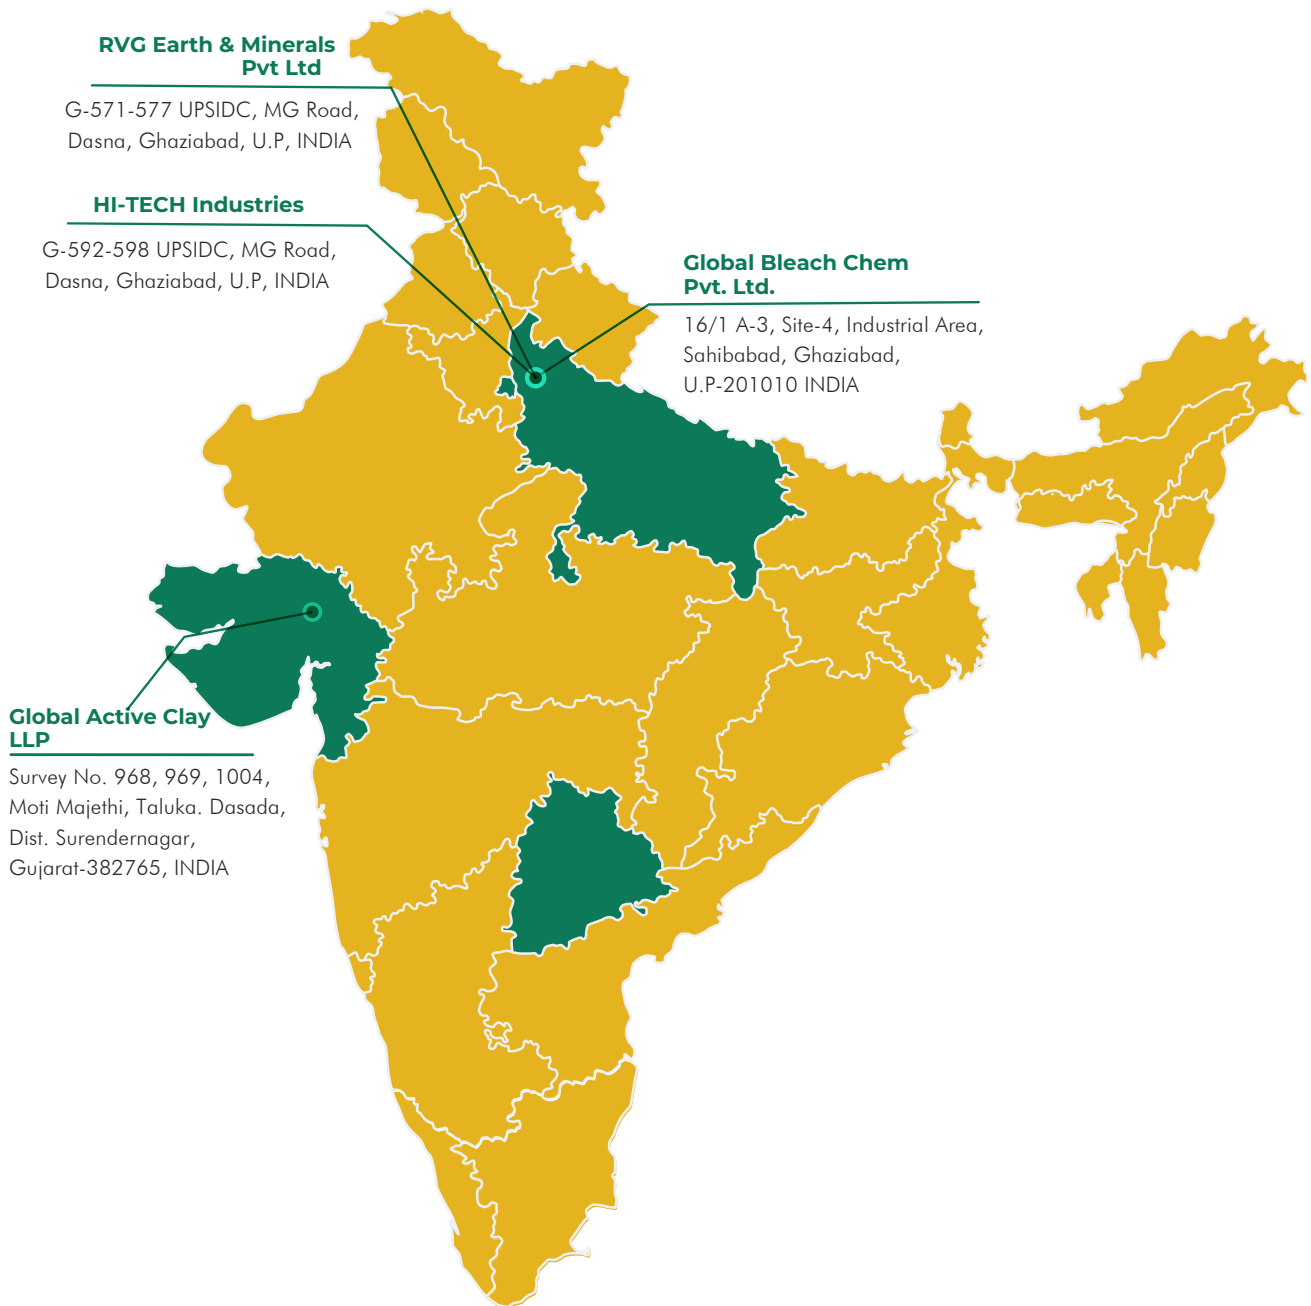 RVG Earth & Minerals
Pvt Ltd
G-571-577 UPSIDC, MG Road,
Dasna, Ghaziabad, U.P, INDIA
HI-TECH Industries
G-592-598 UPSIDC, MG Road,
Dasna, Ghaziabad, U.P, INDIA
Global Bleach Chem
Pvt. Ltd.
16/1 A-3, Site-4, Industrial Area,
Sahibabad, Ghaziabad,
U.P-201010 INDIA
Global Active Clay
LLP
Survey No. 968, 969, 1004,
Moti Majethi, Taluka. Dasada,
Dist. Surendernagar,
Gujarat-382765, INDIA